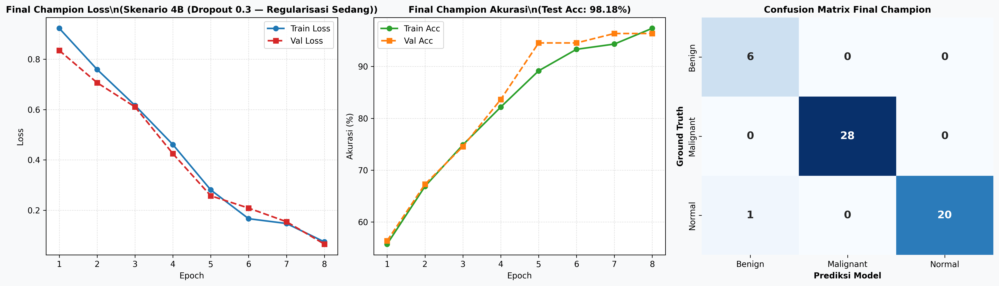 Final Champion Loss\n(Skenario 4B (Dropout 0.3 — Regularisasi Sedang))
Train Loss
Val Loss
0.8
0.6
0.4
0.2
Loss
1 2 3 4 5 6 7 8
Epoch
Final Champion Akurasi\n(Test Acc: 98.18%)
Train Acc
Val Acc
90
80
70
60
Akurasi (%)
1 2 3 4 5 6 7 8
Epoch
Confusion Matrix Final Champion
Ground Truth
Benign
6 0 0
Malignant
0 28 0
Normal
1 0 20
Benign Malignant Normal
Prediksi Model